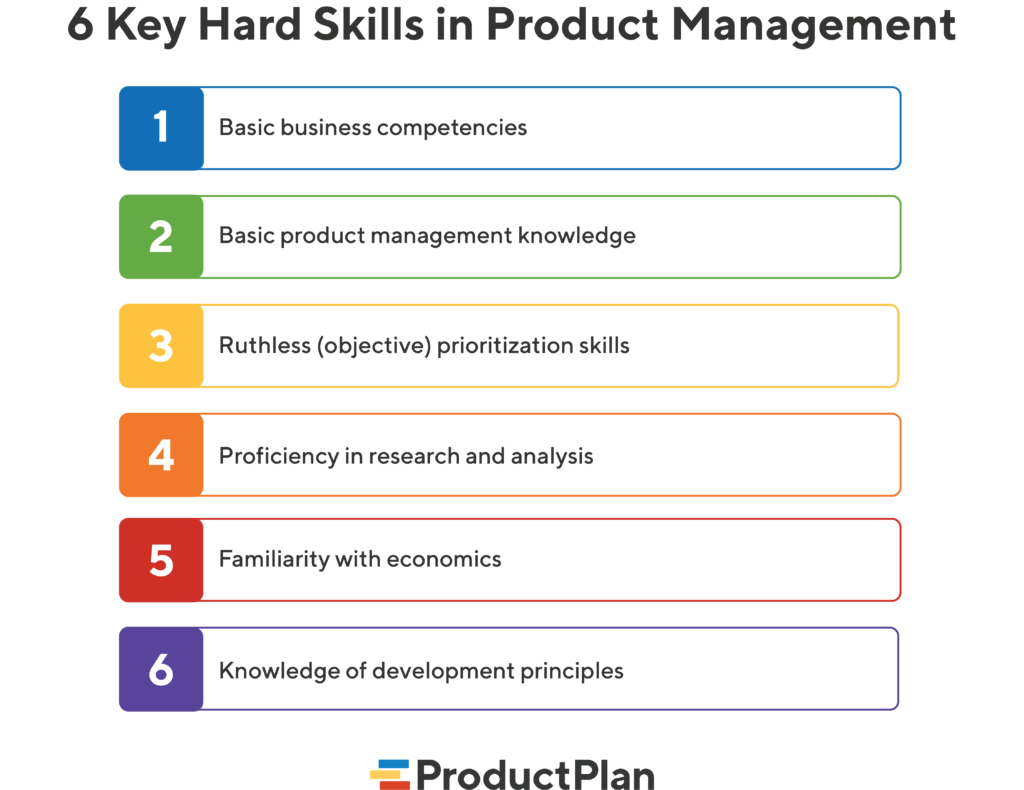 6 Key Hard Skills in Product Management
1
Basic business competencies
2
Basic product management knowledge
3
Ruthless (objective) prioritization skills
4
Proficiency in research and analysis
5
Familiarity with economics
6
Knowledge of development principles
ProductPlan